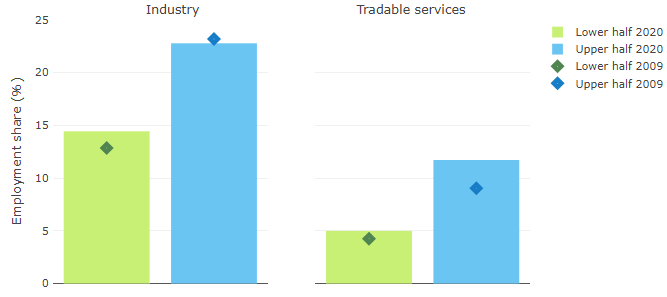 Industry
Tradable services
25
20
15
10
5
0
Employment share (%)
Lower half 2020
Upper half 2020
Lower half 2009
Upper half 2009